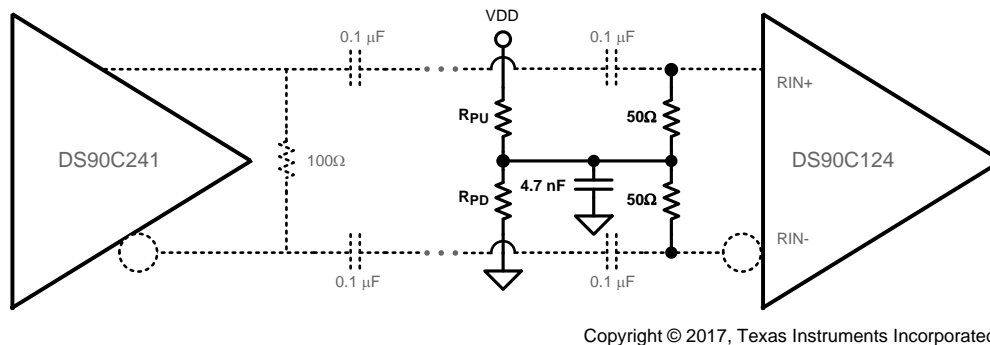 VDD
0.1 µF
0.1 µF
RIN+
RPU
50Ω
DS90C241
100Ω
DS90C124
4.7 nF
RPD
50Ω
RIN-
0.1 µF
0.1 µF
Copyright © 2017, Texas Instruments Incorporated